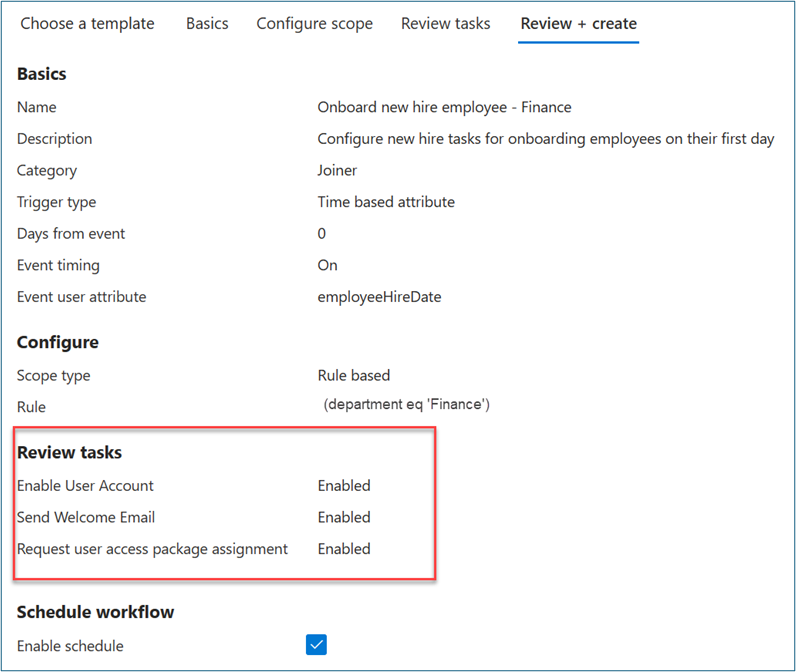 Choose a template Basics Configure scope Review tasks Review + create
Basics
Name Onboard new hire employee - Finance
Description Configure new hire tasks for onboarding employees on their first day
Category Joiner
Trigger type Time based attribute
Days from event 0
Event timing On
Event user attribute employeeHireDate
Configure
Scope type Rule based
Rule (department eq 'Finance')
Review tasks
Enable User Account Enabled
Send Welcome Email Enabled
Request user access package assignment Enabled
Schedule workflow
Enable schedule